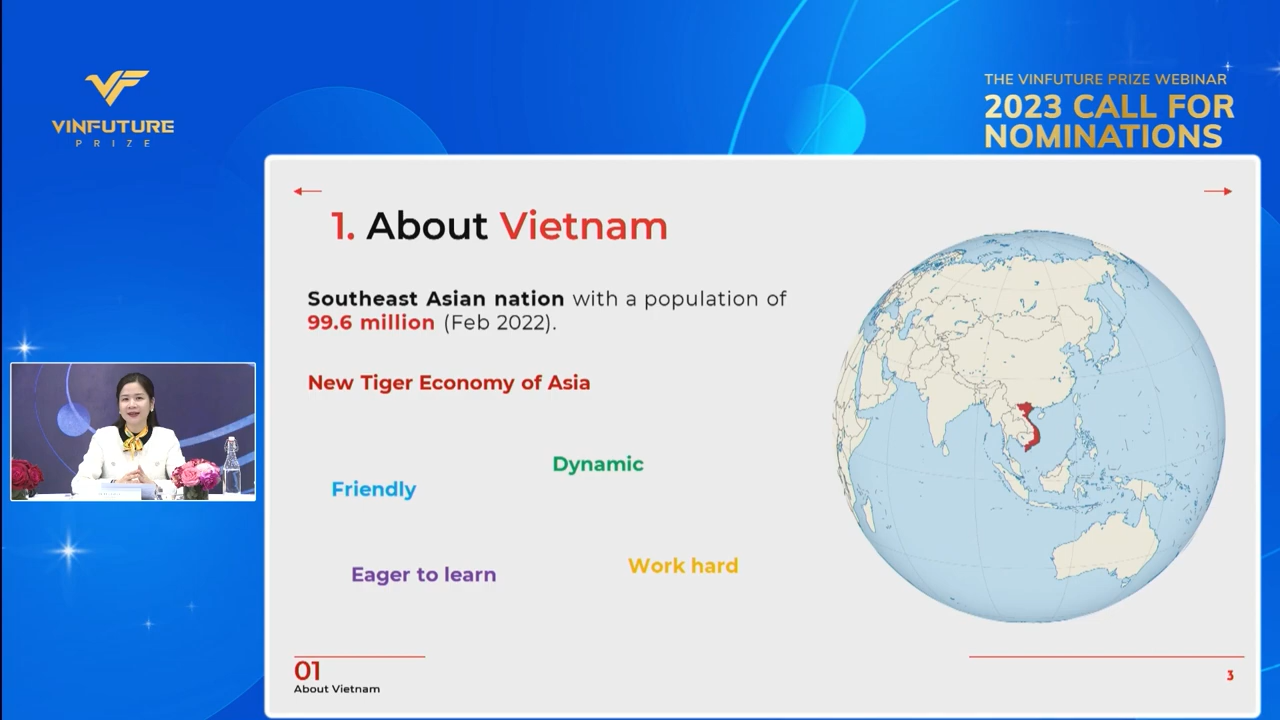 VINFUTURE
PRIZE
THE VINFUTURE PRIZE WEBINAR
2023 CALL FOR
NOMINATIONS
1. About Vietnam
Southeast Asian nation with a population of
99.6 million (Feb 2022).
New Tiger Economy of Asia
Dynamic
Friendly
Work hard
Eager to learn
01
About Vietnam
3